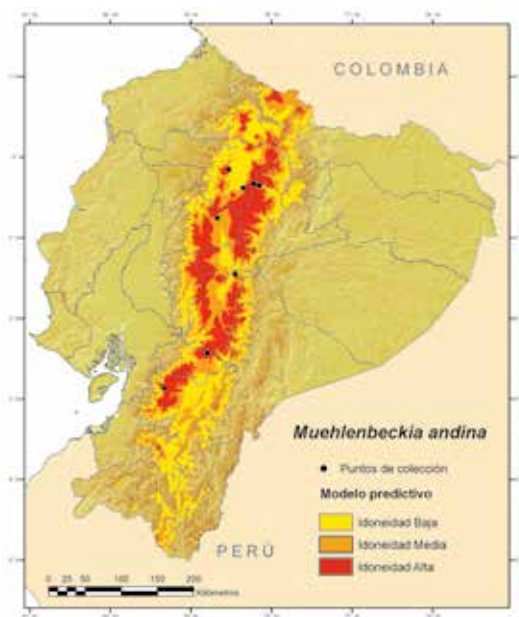 COLOMBIA
Muehlenbeckia andina
Puntos de colección
Modelo predictivo
Idoneidad Baja
Idoneidad Media
Idoneidad Alta
PERÚ
0 25 50 100 150 200
Kilómetros